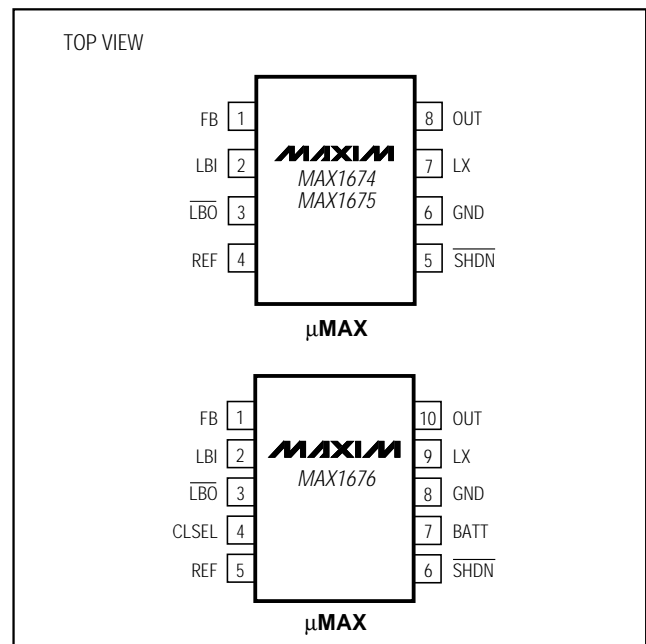 TOP VIEW
FB 1
LBI 2
LBO 3
REF 4
MAXIM
MAX1674
MAX1675
8 OUT
7 LX
6 GND
5 SHDN
µMAX
FB 1
LBI 2
LBO 3
CLSEL 4
REF 5
MAXIM
MAX1676
10 OUT
9 LX
8 GND
7 BATT
6 SHDN
µMAX